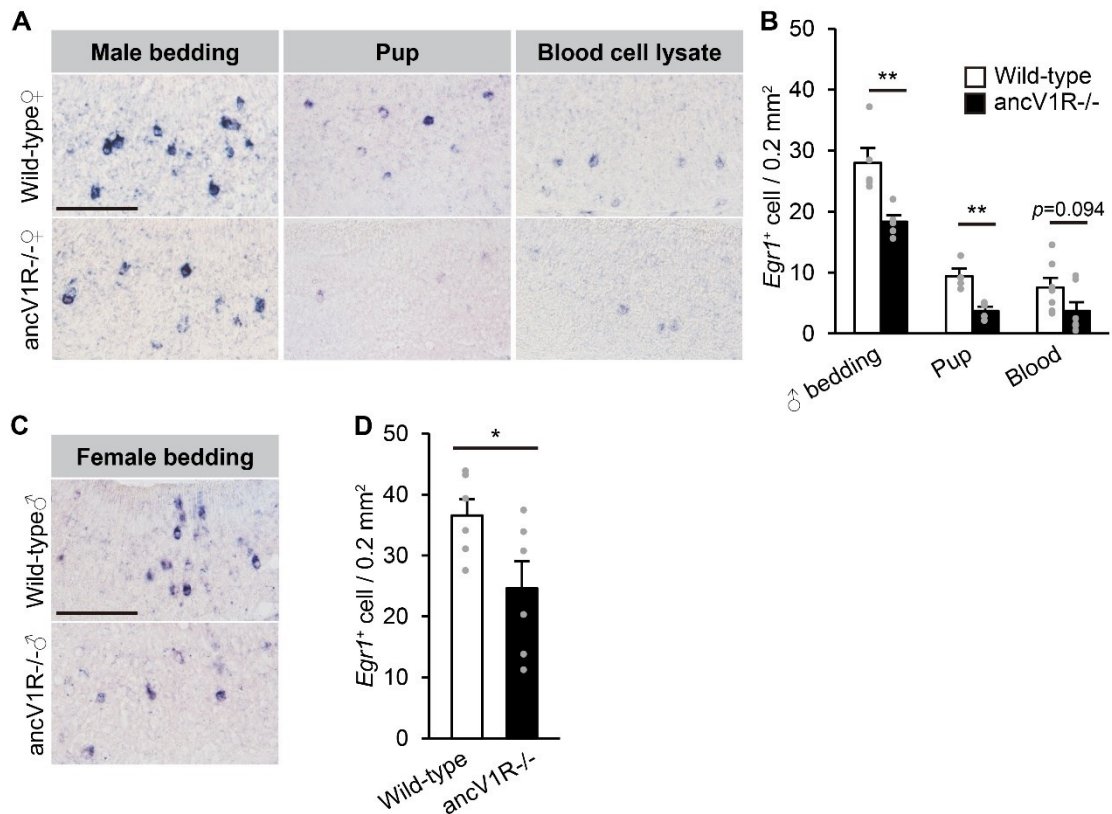 A
Male bedding
Pup
Blood cell lysate
Wild-type♀
ancV1R-/-♀
B
50
40
30
20
10
0
Egr1⁺ cell / 0.2 mm²
Wild-type
ancV1R-/-
**
**
p=0.094
♂ bedding
Pup
Blood
C
Female bedding
Wild-type♂
ancV1R-/-♂
D
50
40
30
20
10
0
Egr1⁺ cell / 0.2 mm²
*
Wild-type
ancV1R-/-